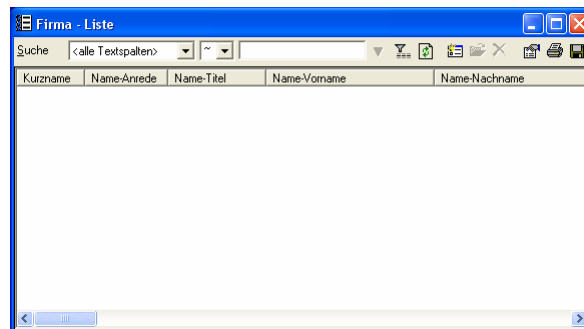 Firma - Liste
Suche <alle Textspalten> ~
Kurzname Name-Anrede Name-Titel Name-Vorname Name-Nachname